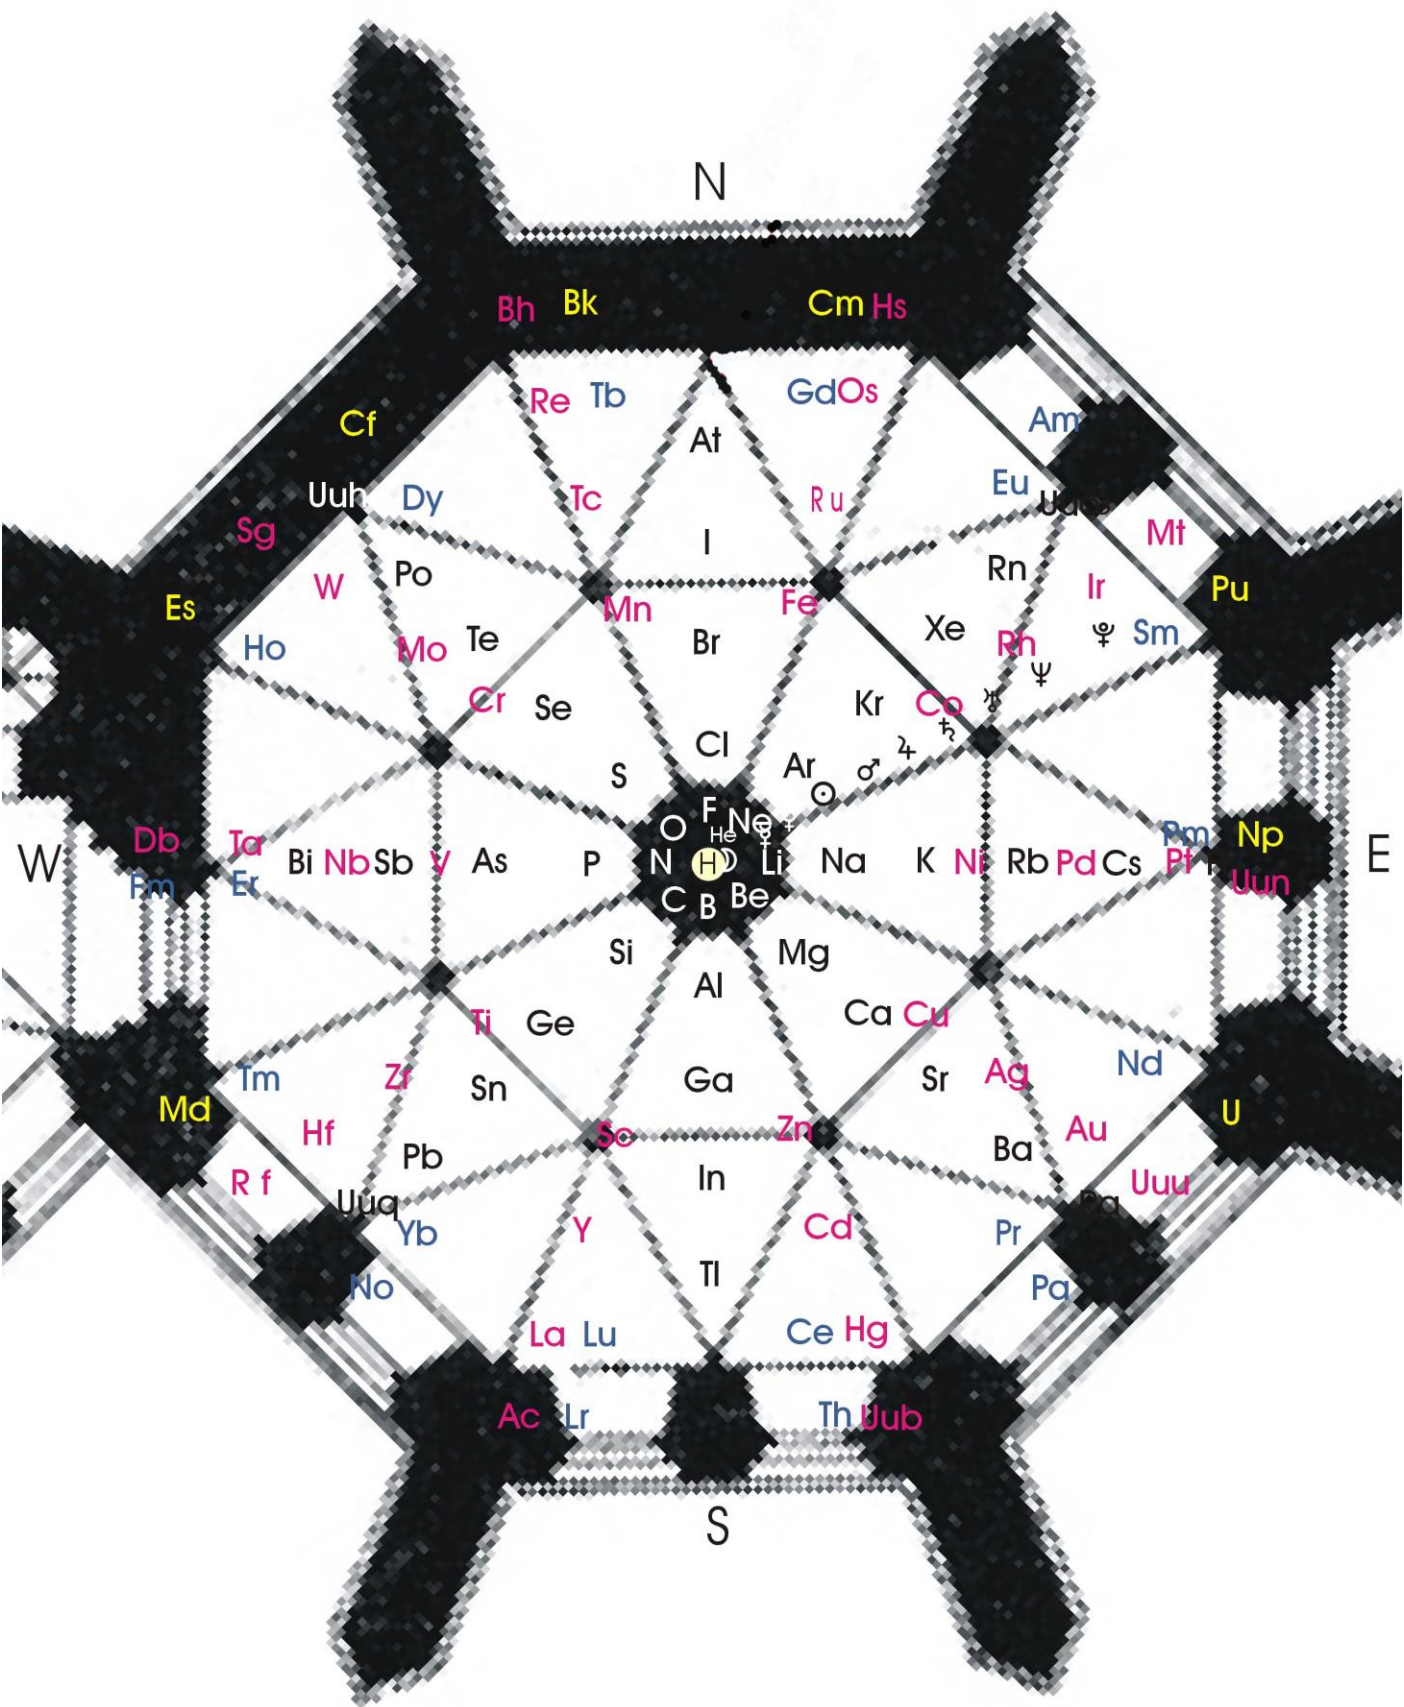 N
Bh Bk Cm Hs
Re Tb Gd Os
Cf At Am
Uuh Dy Tc Ru Eu
Sg I Mt
W Po Rn Ir Pu
Es Mn Fe
Ho Mo Te Br Xe Rh ♆ ♇ Sm
Cr Se Kr Co ♅
Cl ♄ ♃
S Ar ☉ ♂
O F Ne ♀
He ☿
W Db Ta Pm Np E
Bi Nb Sb V As P N H ☽ Li Na K Ni Rb Pd Cs Pt
Fm Er Uun
C B Be
Si Al Mg
Ti Ge Ca Cu
Tm Zr Sn Ga Sr Ag Nd
Md Hf Sc Zn Au U
Rf Pb In Ba Uuu
Uuq Ra
Yb Y Cd Pr
No Tl Pa
La Lu Ce Hg
Ac Lr Th Uub
S